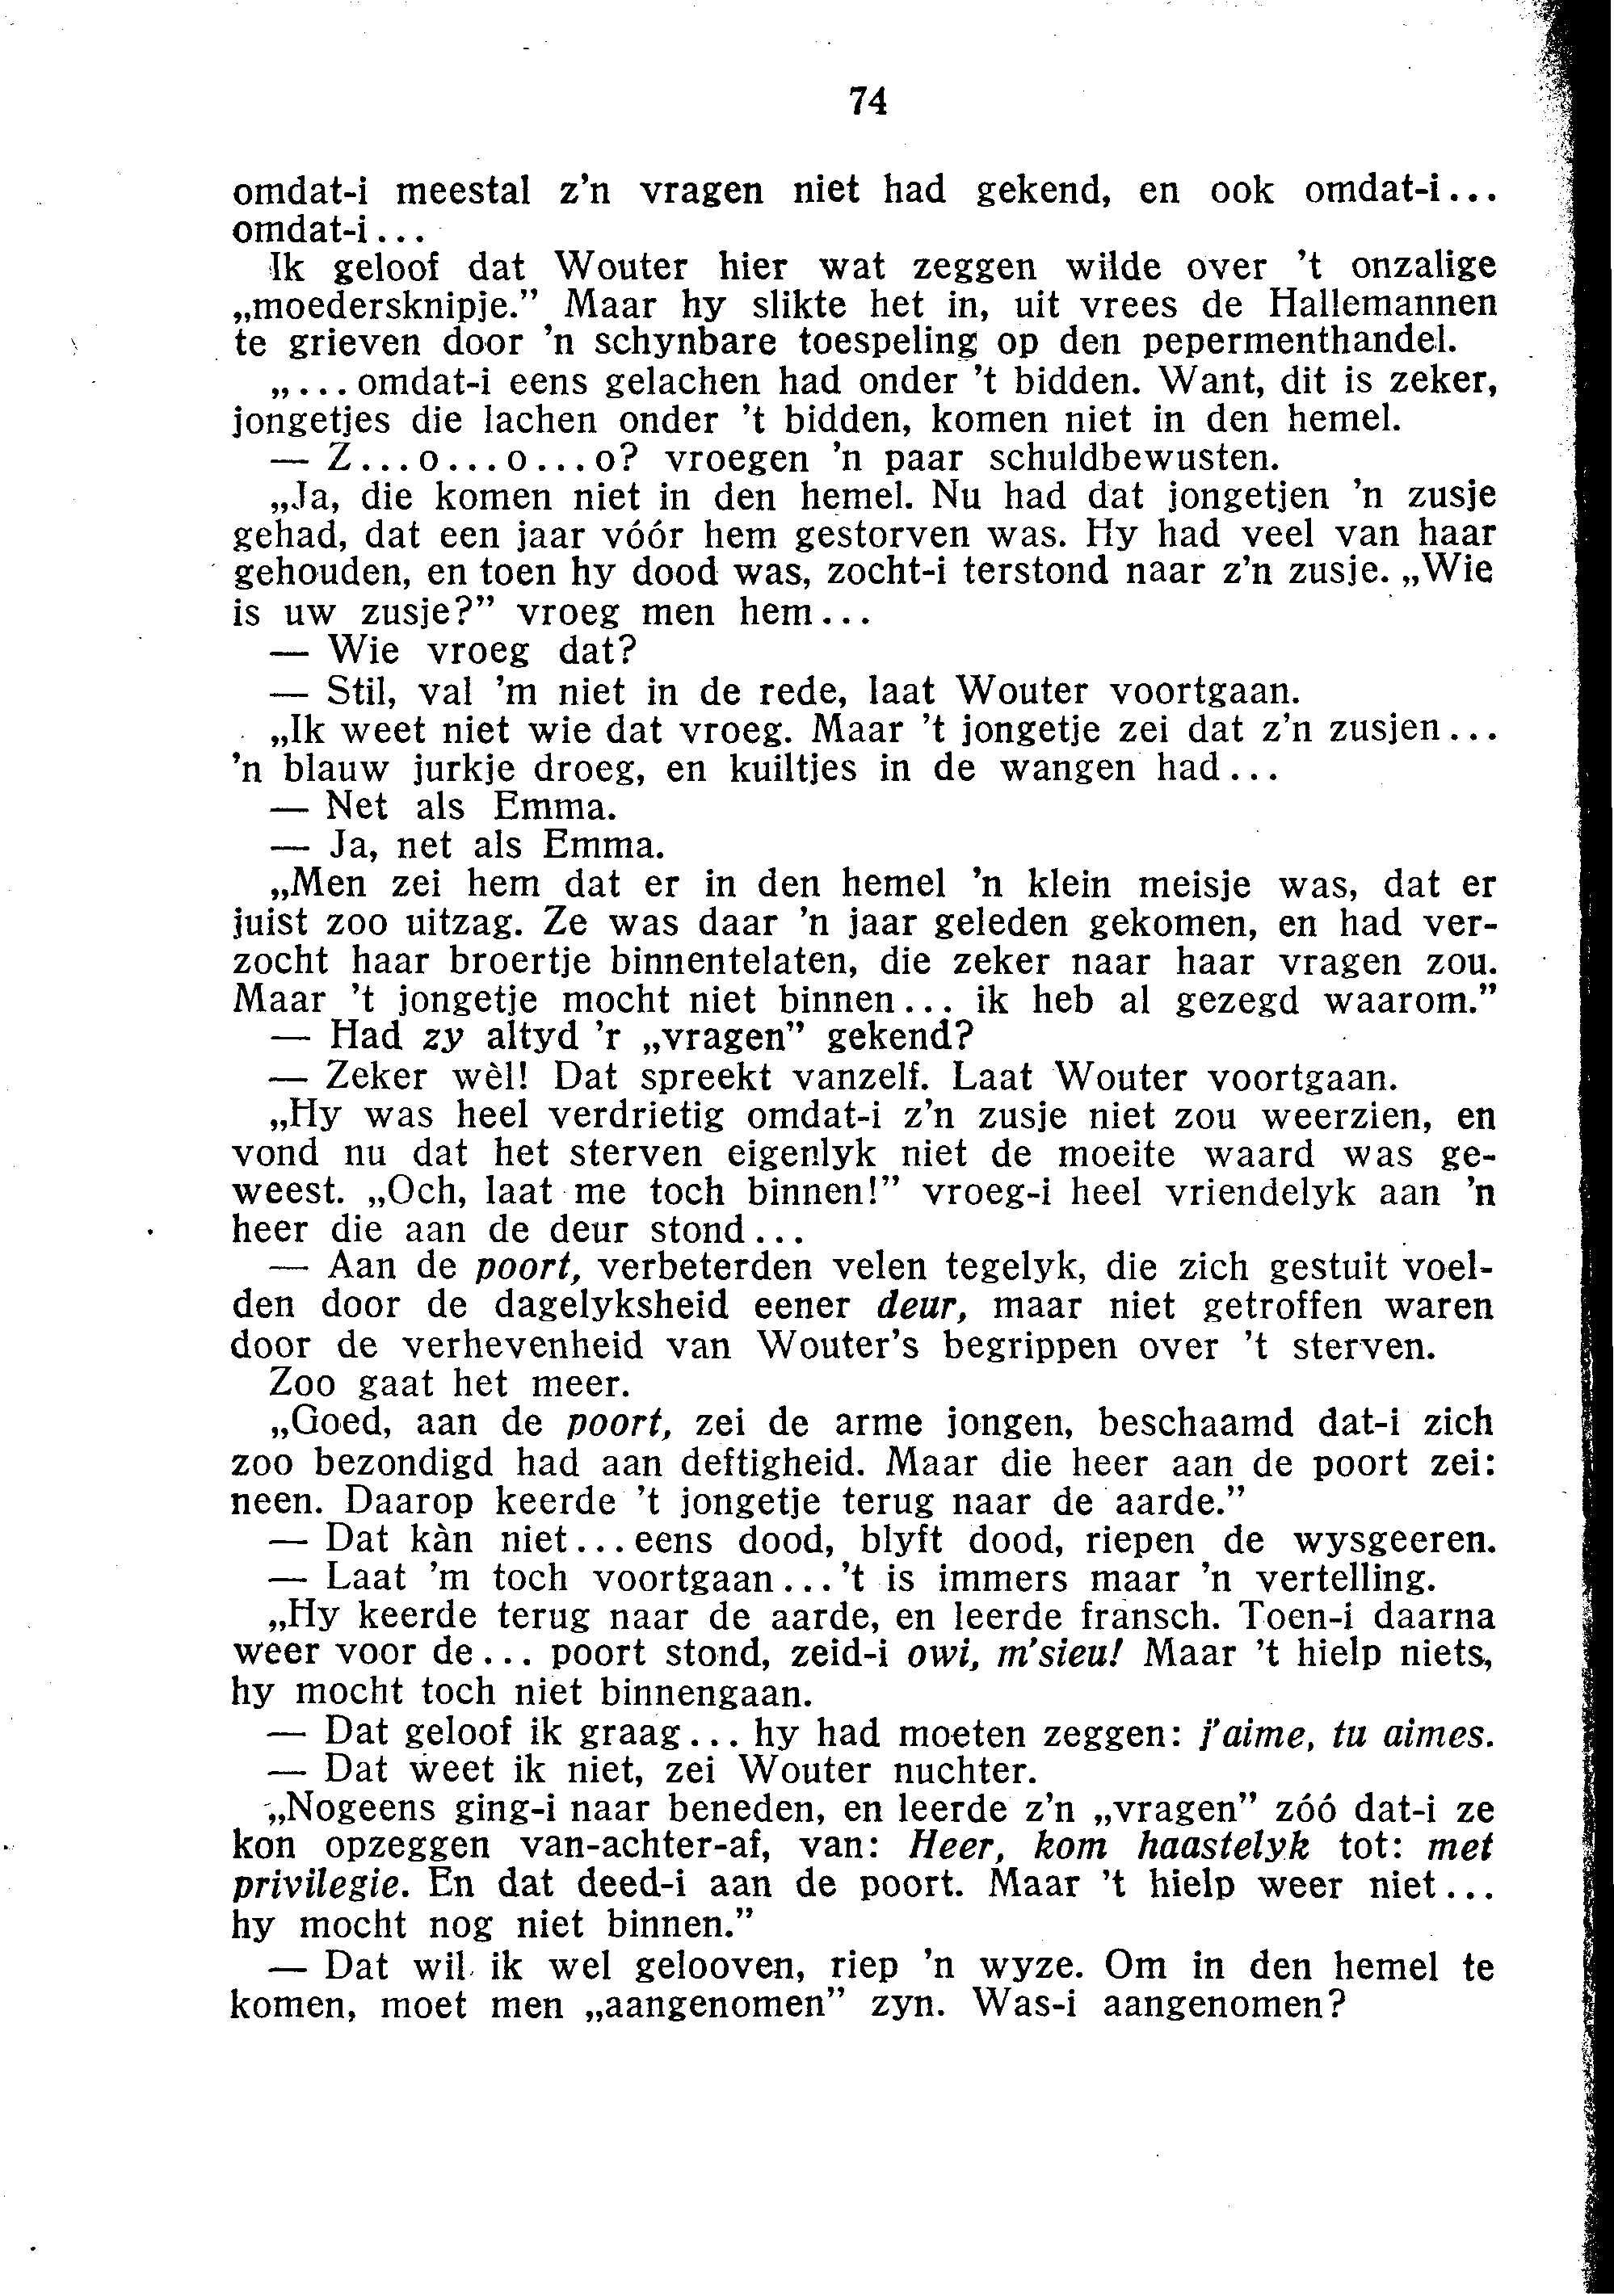 74
omdat-i meestal z'n vragen niet had gekend, en ook omdat-i...
omdat-i...
Ik geloof dat Wouter hier wat zeggen wilde over 't onzalige
„moedersknipje.” Maar hy slikte het in, uit vrees de Hallemannen
te grieven door 'n schynbare toespeling op den pepermenthandel.
„... omdat-i eens gelachen had onder 't bidden. Want, dit is zeker,
jongetjes die lachen onder 't bidden, komen niet in den hemel.
— Z...o...o...o? vroegen 'n paar schuldbewusten.
„Ja, die komen niet in den hemel. Nu had dat jongetjen 'n zusje
gehad, dat een jaar vóór hem gestorven was. Hy had veel van haar
gehouden, en toen hy dood was, zocht-i terstond naar z'n zusje. „Wie
is uw zusje?” vroeg men hem...
— Wie vroeg dat?
— Stil, val 'm niet in de rede, laat Wouter voortgaan.
„Ik weet niet wie dat vroeg. Maar 't jongetje zei dat z'n zusjen...
'n blauw jurkje droeg, en kuiltjes in de wangen had...
— Net als Emma.
— Ja, net als Emma.
„Men zei hem dat er in den hemel 'n klein meisje was, dat er
juist zoo uitzag. Ze was daar 'n jaar geleden gekomen, en had ver-
zocht haar broertje binnentelaten, die zeker naar haar vragen zou.
Maar 't jongetje mocht niet binnen... ik heb al gezegd waarom.”
— Had zy altyd 'r „vragen” gekend?
— Zeker wèl! Dat spreekt vanzelf. Laat Wouter voortgaan.
„Hy was heel verdrietig omdat-i z'n zusje niet zou weerzien, en
vond nu dat het sterven eigenlyk niet de moeite waard was ge-
weest. „Och, laat me toch binnen!” vroeg-i heel vriendelyk aan 'n
heer die aan de deur stond...
— Aan de poort, verbeterden velen tegelyk, die zich gestuit voel-
den door de dagelyksheid eener deur, maar niet getroffen waren
door de verhevenheid van Wouter's begrippen over 't sterven.
Zoo gaat het meer.
„Goed, aan de poort, zei de arme jongen, beschaamd dat-i zich
zoo bezondigd had aan deftigheid. Maar die heer aan de poort zei:
neen. Daarop keerde 't jongetje terug naar de aarde.”
— Dat kàn niet... eens dood, blyft dood, riepen de wysgeeren.
— Laat 'm toch voortgaan... 't is immers maar 'n vertelling.
„Hy keerde terug naar de aarde, en leerde fransch. Toen-i daarna
weer voor de... poort stond, zeid-i owi, m'sieu! Maar 't hielp niets,
hy mocht toch niet binnengaan.
— Dat geloof ik graag... hy had moeten zeggen: j'aime, tu aimes.
— Dat weet ik niet, zei Wouter nuchter.
„Nogeens ging-i naar beneden, en leerde z'n „vragen” zóó dat-i ze
kon opzeggen van-achter-af, van: Heer, kom haastelyk tot: met
privilegie. En dat deed-i aan de poort. Maar 't hielp weer niet...
hy mocht nog niet binnen.”
— Dat wil ik wel gelooven, riep 'n wyze. Om in den hemel te
komen, moet men „aangenomen” zyn. Was-i aangenomen?